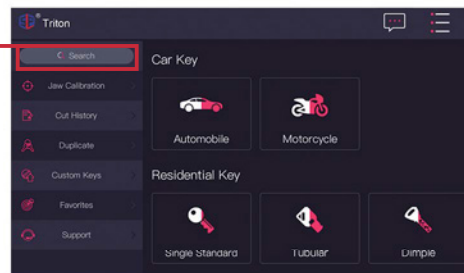 Triton
Search
Jaw Calibration
Cut History
Duplicate
Custom Keys
Favorites
Support
Car Key
Automobile
Motorcycle
Residential Key
Single Standard
Tubular
Dimple